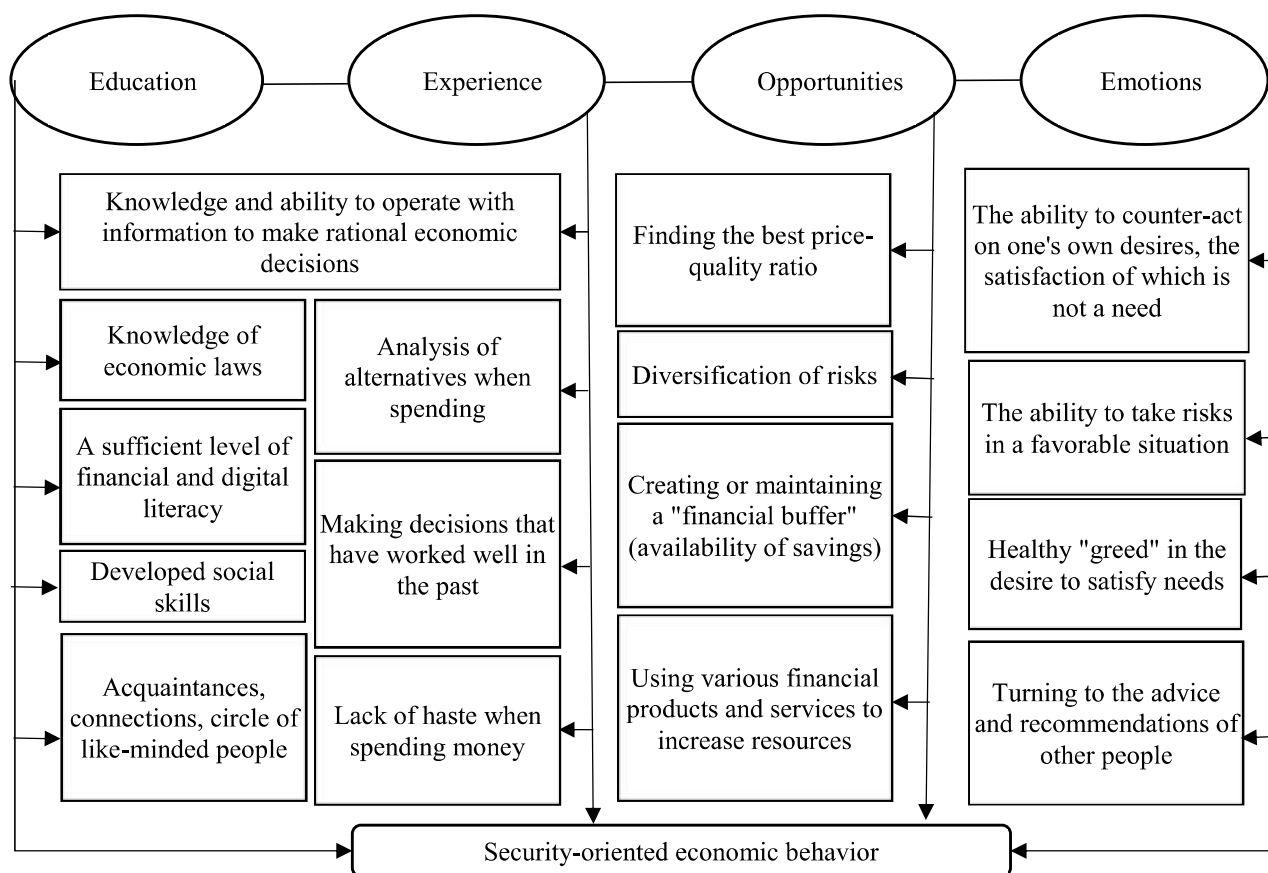 Education
Experience
Opportunities
Emotions
Knowledge and ability to operate with
information to make rational economic
decisions
Knowledge of
economic laws
A sufficient level of
financial and digital
literacy
Developed social
skills
Acquaintances,
connections, circle of
like-minded people
Analysis of
alternatives when
spending
Making decisions that
have worked well in
the past
Lack of haste when
spending money
Finding the best price-
quality ratio
Diversification of risks
Creating or maintaining
a "financial buffer"
(availability of savings)
Using various financial
products and services to
increase resources
The ability to counter-act
on one's own desires, the
satisfaction of which is
not a need
The ability to take risks
in a favorable situation
Healthy "greed" in the
desire to satisfy needs
Turning to the advice
and recommendations of
other people
Security-oriented economic behavior